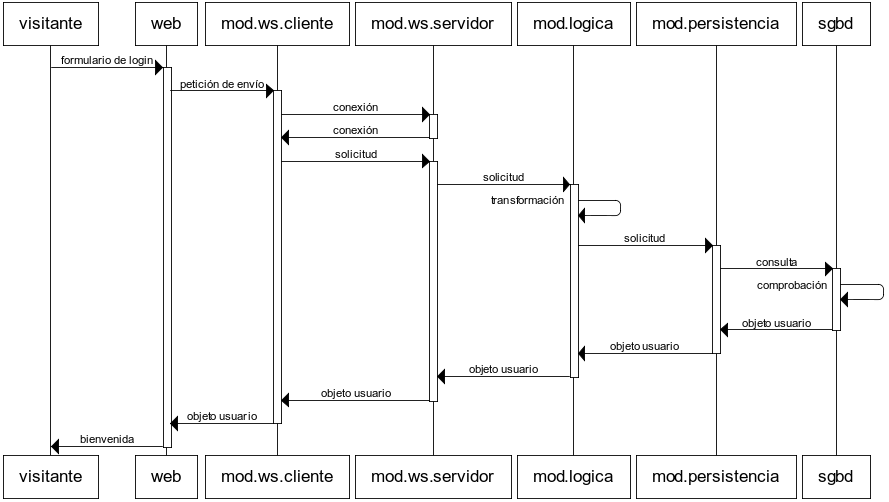 visitante
web
mod.ws.cliente
mod.ws.servidor
mod.logica
mod.persistencia
sgbd
formulario de login
petición de envío
conexión
conexión
solicitud
solicitud
transformación
solicitud
consulta
comprobación
objeto usuario
objeto usuario
objeto usuario
objeto usuario
objeto usuario
bienvenida
visitante
web
mod.ws.cliente
mod.ws.servidor
mod.logica
mod.persistencia
sgbd